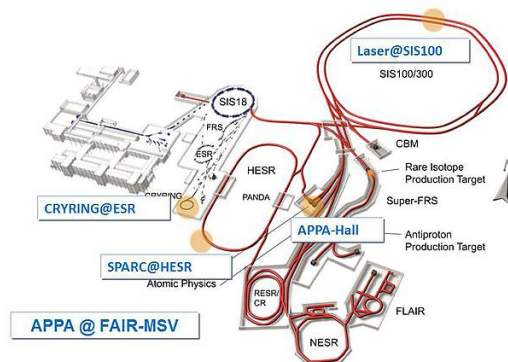 Laser@SIS100
SIS100/300
SIS18
FRS
ESR
CBM
HESR
PANDA
Rare Isotope
Production Target
Super-FRS
CRYRING
CRYRING@ESR
APPA-Hall
Antiproton
Production Target
SPARC@HESR
Atomic Physics
RESR/
CR
FLAIR
NESR
APPA @ FAIR-MSV